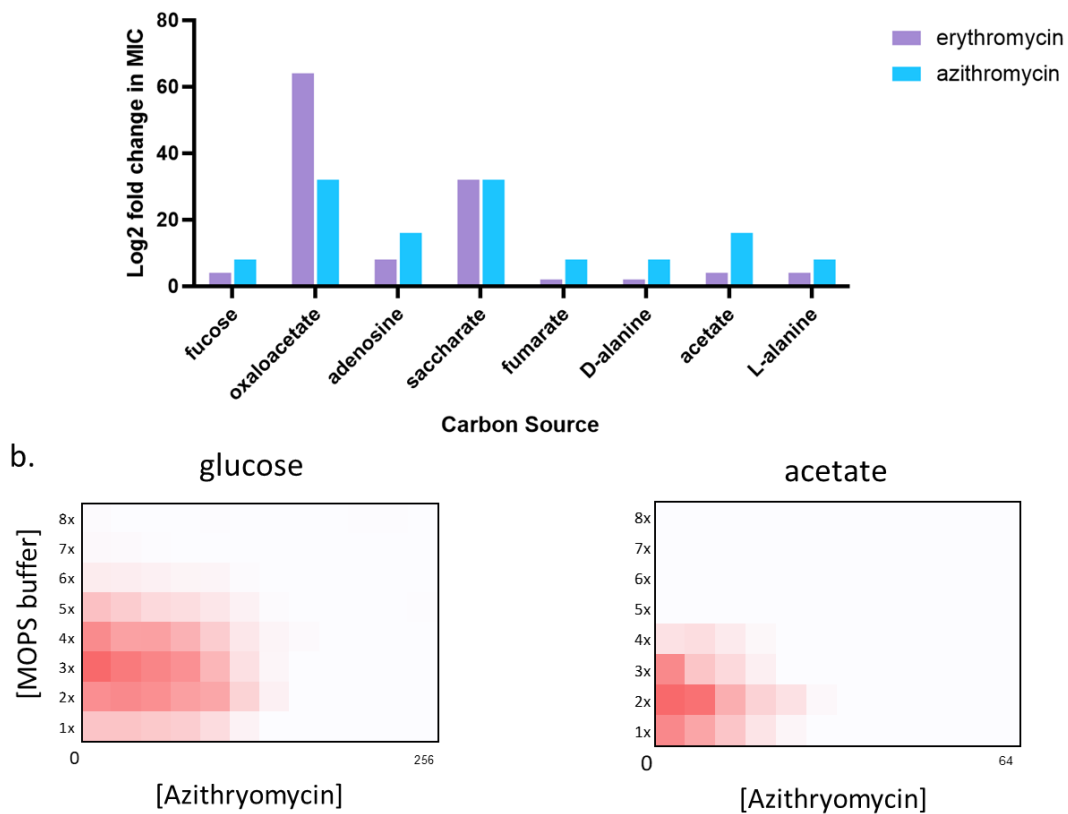 80
60
40
20
0
Log2 fold change in MIC
erythromycin
azithromycin
fucose
oxaloacetate
adenosine
saccharate
fumarate
D-alanine
acetate
L-alanine
Carbon Source
b.
glucose
acetate
[MOPS buffer]
8x
7x
6x
5x
4x
3x
2x
1x
0
256
[Azithryomycin]
8x
7x
6x
5x
4x
3x
2x
1x
0
64
[Azithryomycin]